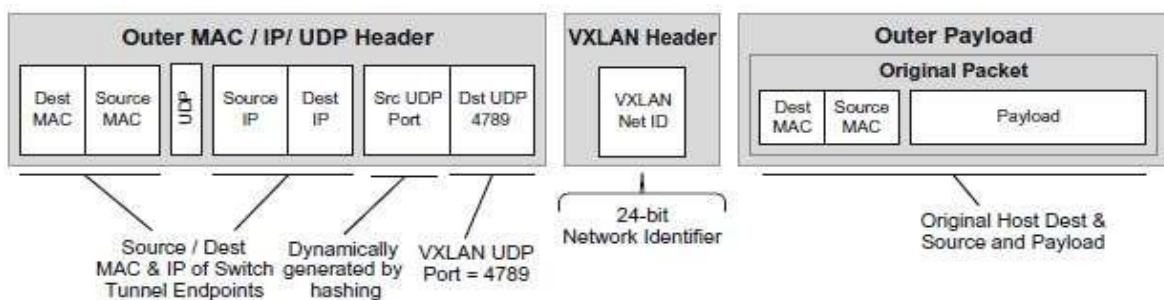 Outer MAC / IP/ UDP Header
VXLAN Header
Outer Payload
Original Packet
Dest
MAC
Source
MAC
UDP
Source
IP
Dest
IP
Src UDP
Port
Dst UDP
4789
VXLAN
Net ID
Dest
MAC
Source
MAC
Payload
Source / Dest
MAC & IP of Switch
Tunnel Endpoints
Dynamically
generated by
hashing
VXLAN UDP
Port = 4789
24-bit
Network Identifier
Original Host Dest &
Source and Payload